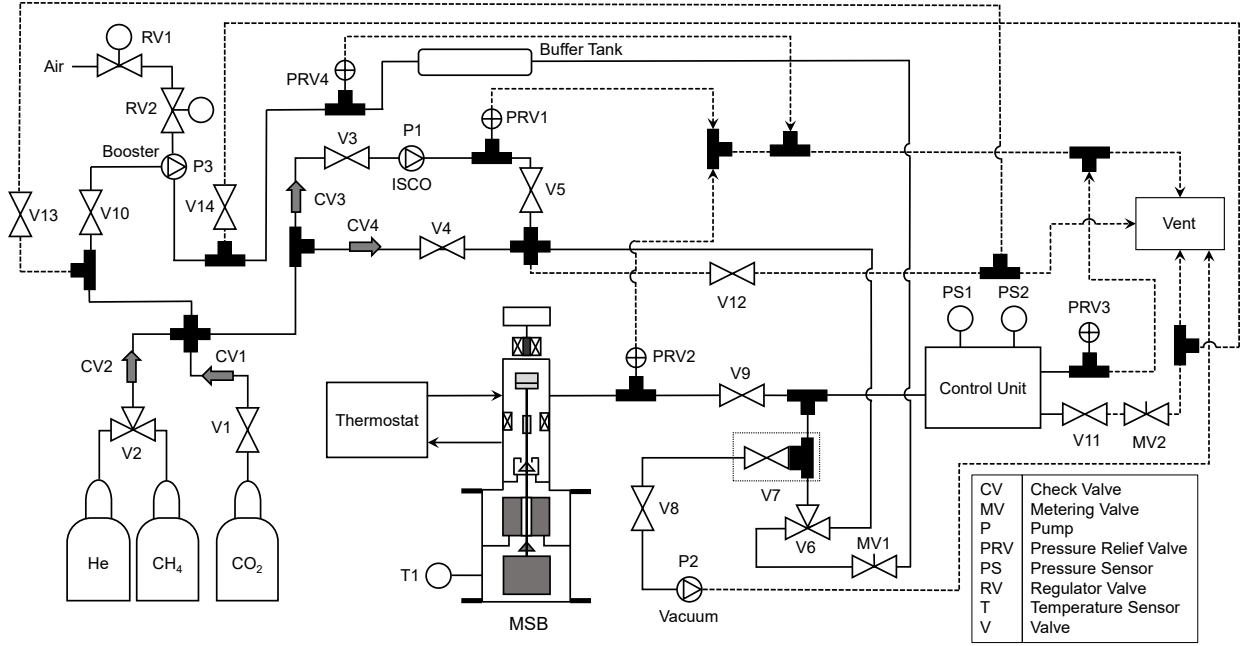 RV1
Air
Buffer Tank
PRV4
RV2
PRV1
Booster
P3
V3
P1
ISCO
V13
V10
V14
CV3
V5
CV4
V4
Vent
V12
PS1
PS2
PRV3
CV2
CV1
PRV2
V9
Control Unit
Thermostat
V2
V1
V11
MV2
V7
V8
V6
MV1
He
CH4
CO2
T1
P2
Vacuum
MSB
CV Check Valve
MV Metering Valve
P Pump
PRV Pressure Relief Valve
PS Pressure Sensor
RV Regulator Valve
T Temperature Sensor
V Valve